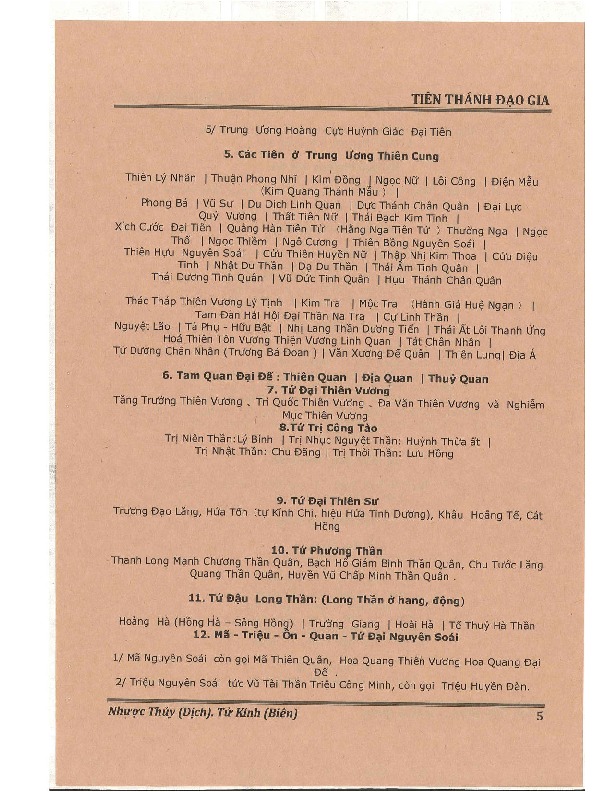 TIÊN THÁNH ĐẠO GIA
5/ Trung Ương Hoàng Cực Huỳnh Giác Đại Tiên
5. Các Tiên ở Trung Ương Thiên Cung
Thiên Lý Nhãn | Thuận Phong Nhĩ | Kim Đồng | Ngọc Nữ | Lôi Công | Điện Mẫu
(Kim Quang Thánh Mẫu ) |
Phong Bá | Vũ Sư | Du Dịch Linh Quan | Dực Thánh Chân Quân | Đại Lực
Quỷ Vương | Thất Tiên Nữ | Thái Bạch Kim Tinh |
Xích Cước Đại Tiên | Quảng Hàn Tiên Tử (Hằng Nga Tiên Tử ) Thường Nga | Ngọc
Thố | Ngọc Thiềm | Ngô Cương | Thiên Bồng Nguyên Soái |
Thiên Hựu Nguyên Soái | Cửu Thiên Huyền Nữ | Thập Nhị Kim Thoa | Cửu Diệu
Tinh | Nhật Du Thần | Dạ Du Thần | Thái Âm Tinh Quân |
Thái Dương Tinh Quân | Vũ Đức Tinh Quân | Hựu Thánh Chân Quân
Thác Tháp Thiên Vương Lý Tịnh | Kim Tra | Mộc Tra (Hành Giả Huệ Ngạn ) |
Tam Đàn Hải Hội Đại Thần Na Tra | Cự Linh Thần |
Nguyệt Lão | Tả Phụ - Hữu Bật | Nhị Lang Thần Dương Tiễn | Thái Ất Lôi Thanh Ứng
Hoá Thiên Tôn Vương Thiện Vương Linh Quan | Tát Chân Nhân |
Tử Dương Chân Nhân (Trương Bá Đoan ) | Văn Xương Đế Quân | Thiên Lung| Địa Á
6. Tam Quan Đại Đế : Thiên Quan | Địa Quan | Thuỷ Quan
7. Tứ Đại Thiên Vương
Tăng Trưởng Thiên Vương 、Trì Quốc Thiên Vương 、Đa Văn Thiên Vương và Nghiễm
Mục Thiên Vương
8.Tứ Trị Công Tào
Trị Niên Thần:Lý Bính | Trị Nhục Nguyệt Thần: Huỳnh Thừa ất |
Trị Nhật Thần: Chu Đăng | Trị Thời Thần: Lưu Hồng
9. Tứ Đại Thiên Sư
Trương Đạo Lăng, Hứa Tốn (tự Kính Chi, hiệu Hứa Tinh Dương), Khâu Hoằng Tế, Cát
Hồng
10. Tứ Phương Thần
Thanh Long Mạnh Chương Thần Quân, Bạch Hổ Giám Binh Thần Quân, Chu Tước Lăng
Quang Thần Quân, Huyền Vũ Chấp Minh Thần Quân .
11. Tứ Đậu Long Thần: (Long Thần ở hang, động)
Hoàng Hà (Hồng Hà – Sông Hồng) | Trường Giang | Hoài Hà | Tế Thuỷ Hà Thần
12. Mã - Triệu – Ôn - Quan - Tứ Đại Nguyên Soái
1/ Mã Nguyên Soái còn gọi Mã Thiên Quân, Hoa Quang Thiên Vương Hoa Quang Đại
Đế .
2/ Triệu Nguyên Soái tức Vũ Tài Thần Triệu Công Minh, còn gọi Triệu Huyền Đàn.
Nhược Thủy (Dịch), Tử Kính (Biên)
5